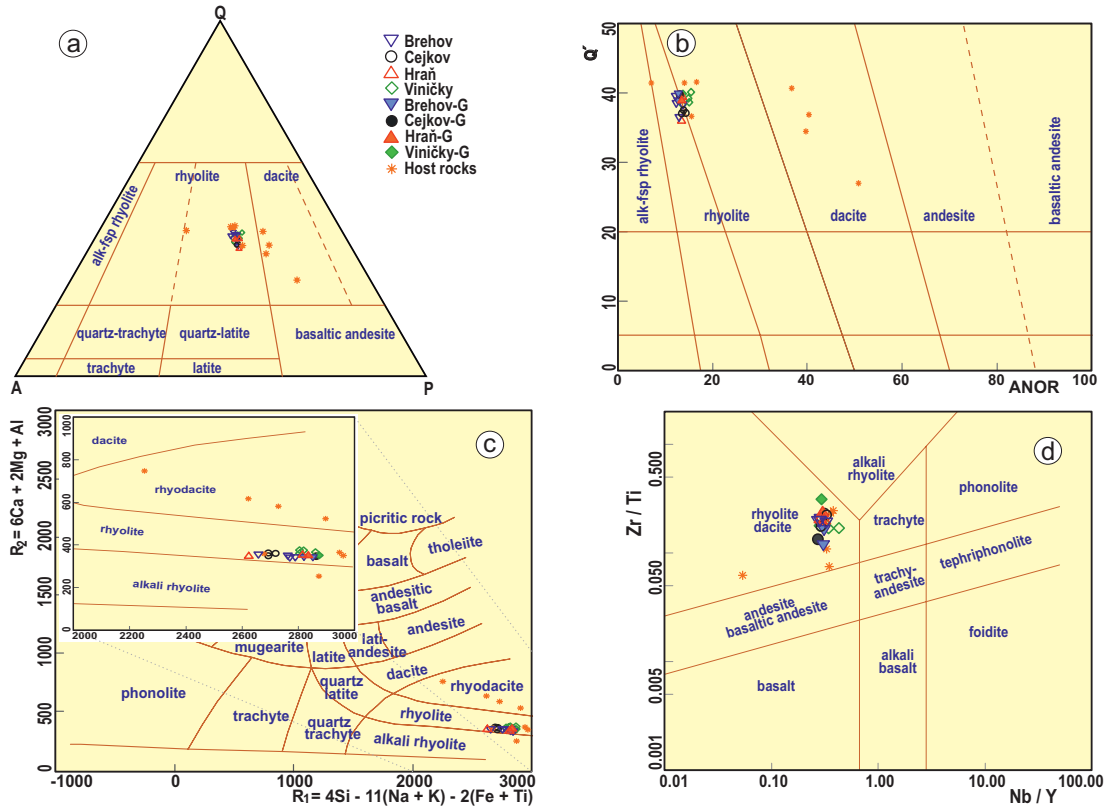 Q
a
Brehov
Cejkov
Hraň
Viničky
Brehov-G
Cejkov-G
Hraň-G
Viničky-G
Host rocks
rhyolite
dacite
alk-fsp rhyolite
quartz-trachyte
quartz-latite
basaltic andesite
trachyte
latite
A
P
b
Q´
50
40
30
20
10
0
alk-fsp rhyolite
rhyolite
dacite
andesite
basaltic andesite
0
20
40
60
80
100
ANOR
c
R2= 6Ca + 2Mg + Al
3000
2500
2000
1500
1000
500
0
1000
800
600
400
200
0
dacite
rhyodacite
rhyolite
alkali rhyolite
2000
2200
2400
2600
2800
3000
picritic rock
tholeiite
basalt
andesitic
basalt
andesite
lati-
andesite
mugearite
latite
dacite
quartz
latite
rhyodacite
phonolite
trachyte
quartz
trachyte
rhyolite
alkali rhyolite
-1000
0
1000
2000
3000
R1= 4Si - 11(Na + K) - 2(Fe + Ti)
d
Zr / Ti
0.500
0.050
0.005
0.001
alkali
rhyolite
phonolite
rhyolite
dacite
trachyte
tephriphonolite
trachy-
andesite
andesite
basaltic andesite
foidite
alkali
basalt
basalt
0.01
0.10
1.00
10.00
100.00
Nb / Y